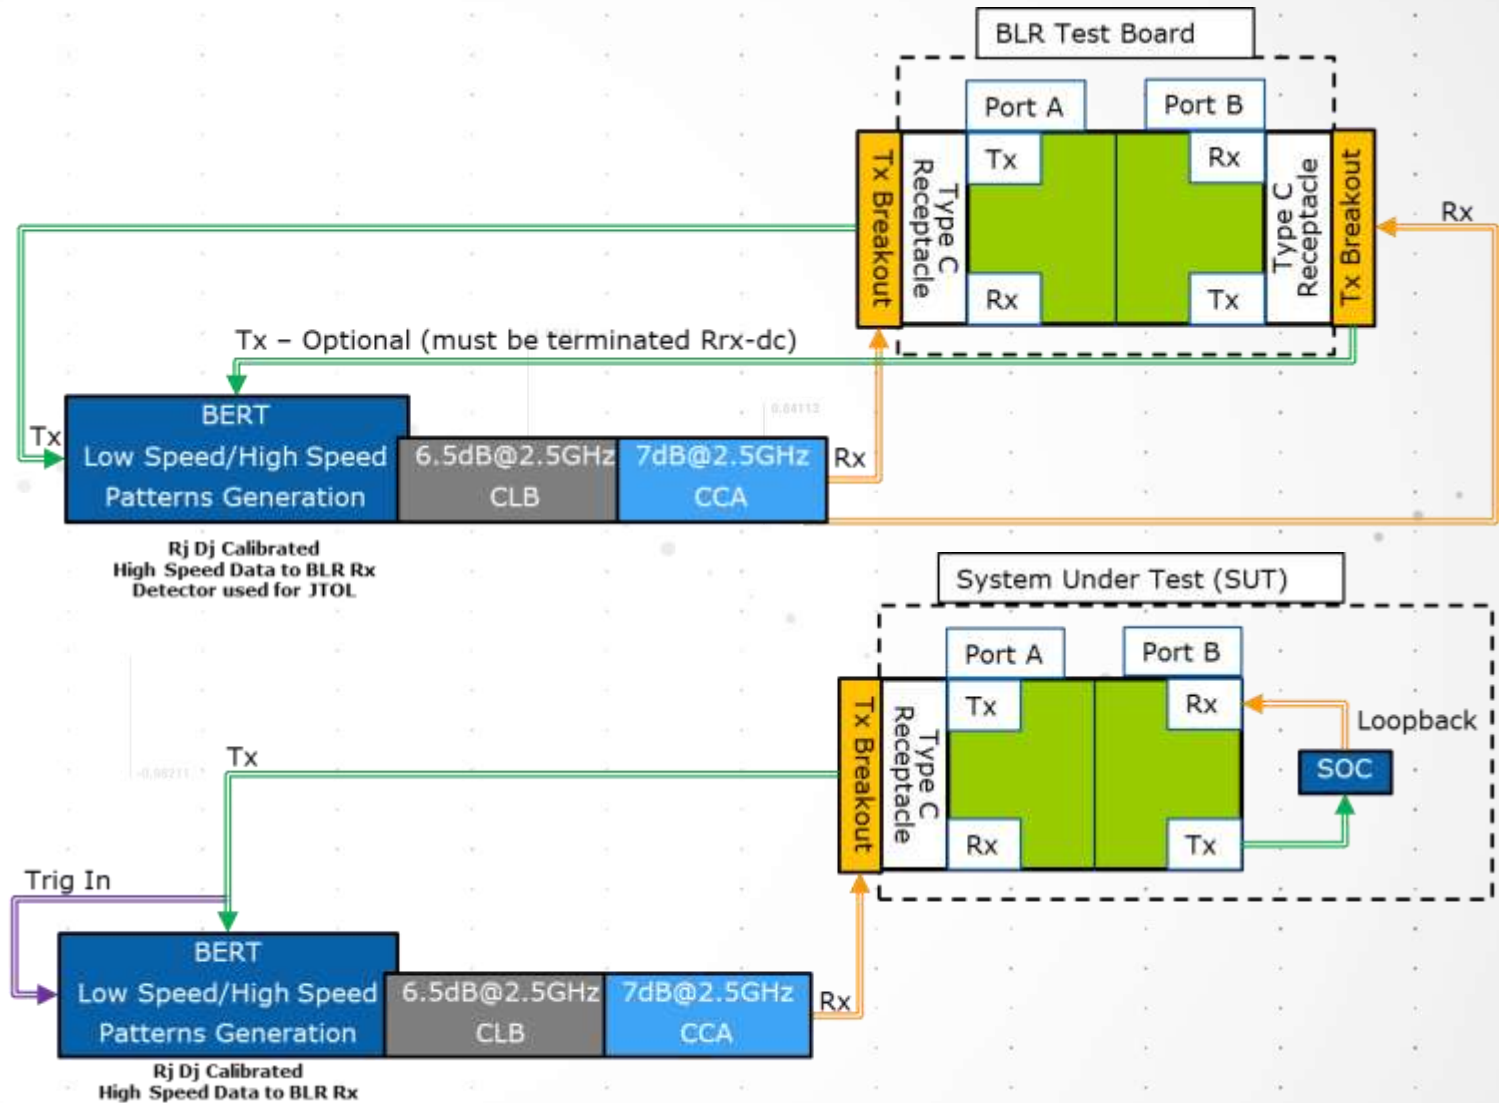 BLR Test Board
Port A
Port B
Tx Breakout
Type C
Receptacle
Tx
Rx
Rx
Tx
Type C
Receptacle
Tx Breakout
Rx
Tx – Optional (must be terminated Rrx-dc)
Tx
BERT
Low Speed/High Speed
Patterns Generation
6.5dB@2.5GHz
CLB
7dB@2.5GHz
CCA
Rx
0.04113
Rj Dj Calibrated
High Speed Data to BLR Rx
Detector used for JTOL
System Under Test (SUT)
Port A
Port B
Tx Breakout
Type C
Receptacle
Tx
Rx
Rx
Tx
Loopback
SOC
Tx
Trig In
BERT
Low Speed/High Speed
Patterns Generation
6.5dB@2.5GHz
CLB
7dB@2.5GHz
CCA
Rx
Rj Dj Calibrated
High Speed Data to BLR Rx